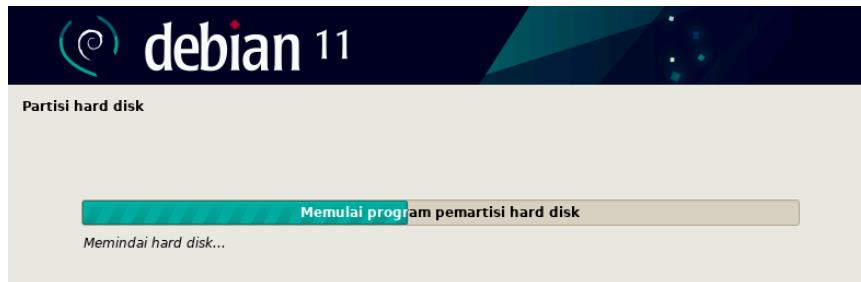 debian 11
Partisi hard disk
Memulai program pemartisi hard disk
Memindai hard disk...